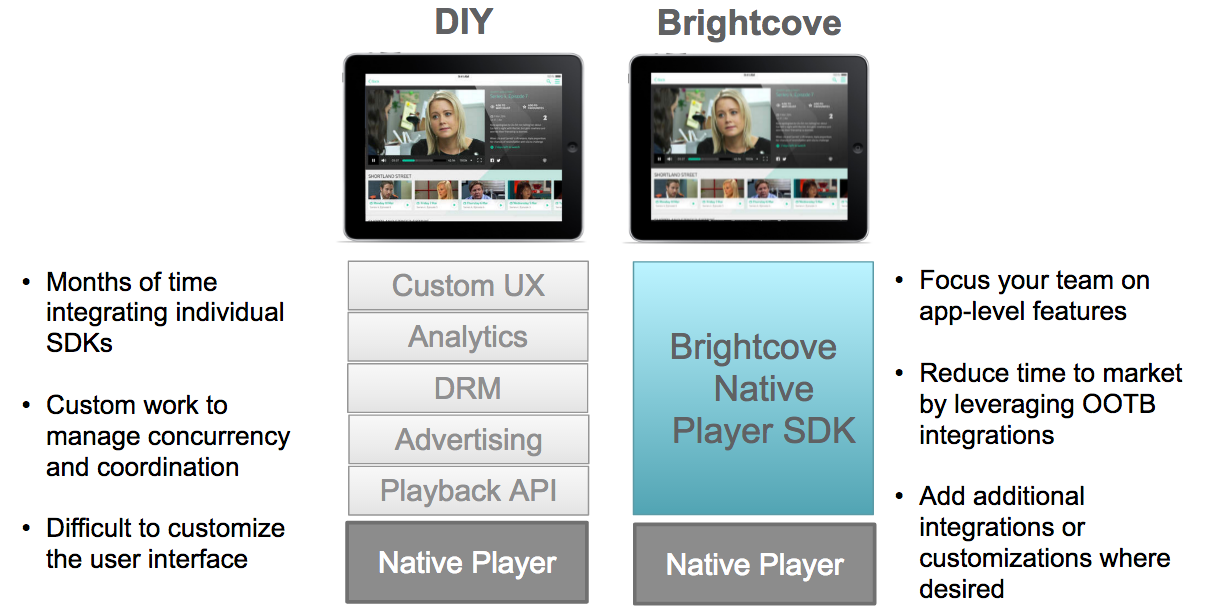 DIY
Brightcove
SHORTLAND STREET
SHORTLAND STREET
• Months of time
integrating individual
SDKs
• Custom work to
manage concurrency
and coordination
• Difficult to customize
the user interface
Custom UX
Analytics
DRM
Advertising
Playback API
Native Player
Brightcove
Native
Player SDK
Native Player
• Focus your team on
app-level features
• Reduce time to market
by leveraging OOTB
integrations
• Add additional
integrations or
customizations where
desired